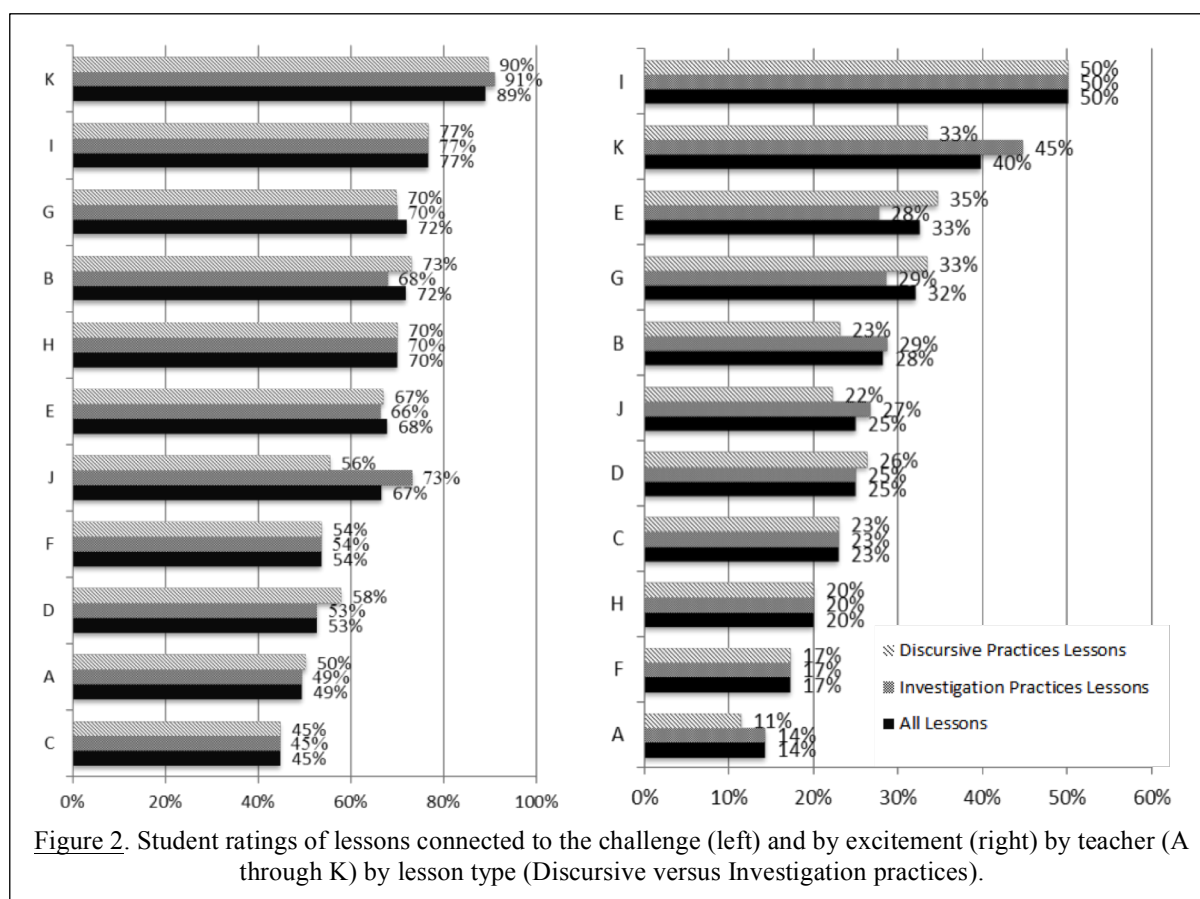 K
90%
91%
89%
I
77%
77%
77%
G
70%
70%
72%
B
73%
68%
72%
H
70%
70%
70%
E
67%
66%
68%
J
56%
73%
67%
F
54%
54%
54%
D
58%
53%
53%
A
50%
49%
49%
C
45%
45%
45%
0% 20% 40% 60% 80% 100%
I
50%
50%
50%
K
33%
45%
40%
E
35%
28%
33%
G
33%
29%
32%
B
23%
29%
28%
J
22%
27%
25%
D
26%
25%
25%
C
23%
23%
23%
H
20%
20%
20%
F
17%
17%
17%
A
11%
14%
14%
0% 10% 20% 30% 40% 50% 60%
Discursive Practices Lessons
Investigation Practices Lessons
All Lessons
Figure 2. Student ratings of lessons connected to the challenge (left) and by excitement (right) by teacher (A
through K) by lesson type (Discursive versus Investigation practices).